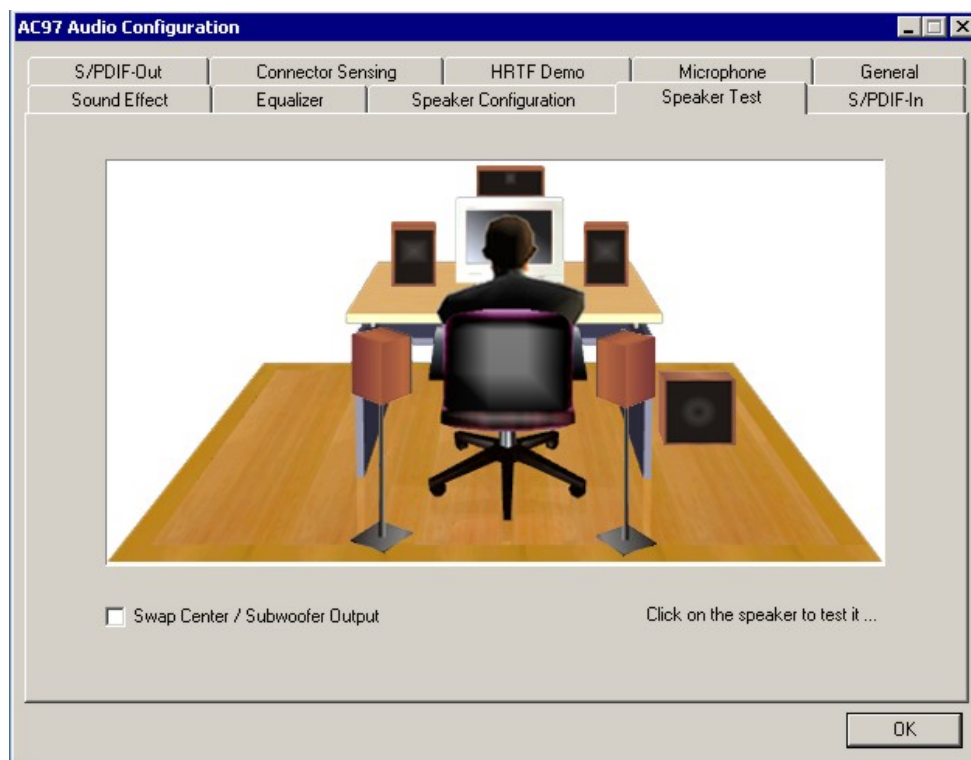 AC97 Audio Configuration
S/PDIF-Out Connector Sensing HRTF Demo Microphone General
Sound Effect Equalizer Speaker Configuration Speaker Test S/PDIF-In
Swap Center / Subwoofer Output Click on the speaker to test it ...
OK